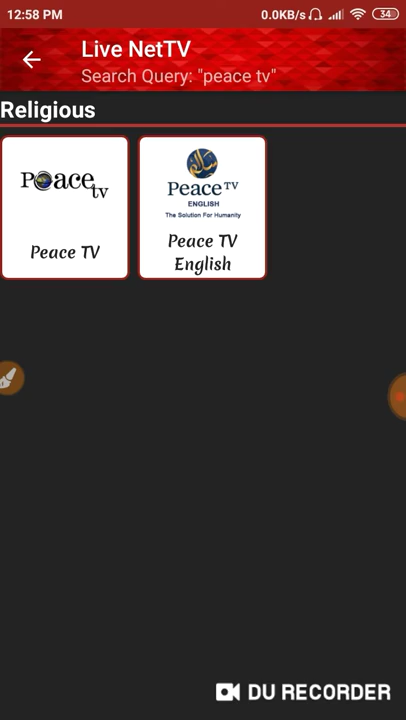 12:58 PM
0.0KB/s
34
Live NetTV
Search Query: "peace tv"
Religious
Peace tv
Peace TV
Peace TV
ENGLISH
The Solution For Humanity
Peace TV
English
DU RECORDER